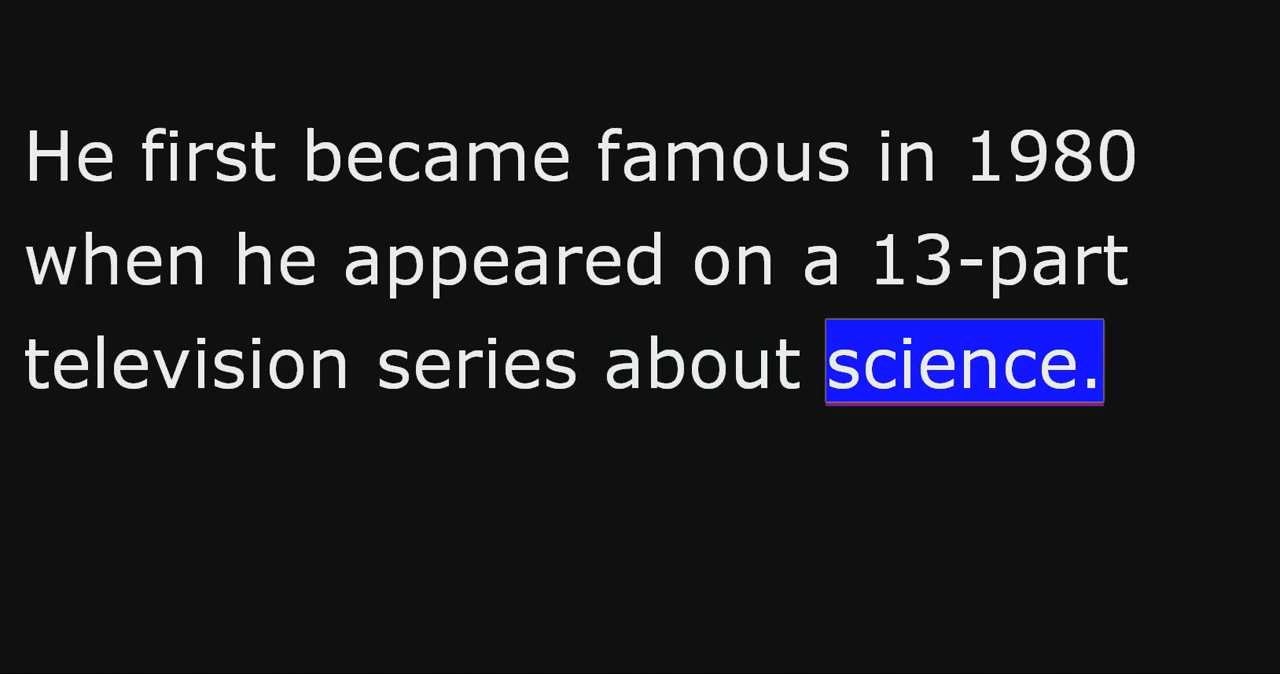 He first became famous in 1980
when he appeared on a 13-part
television series about science.